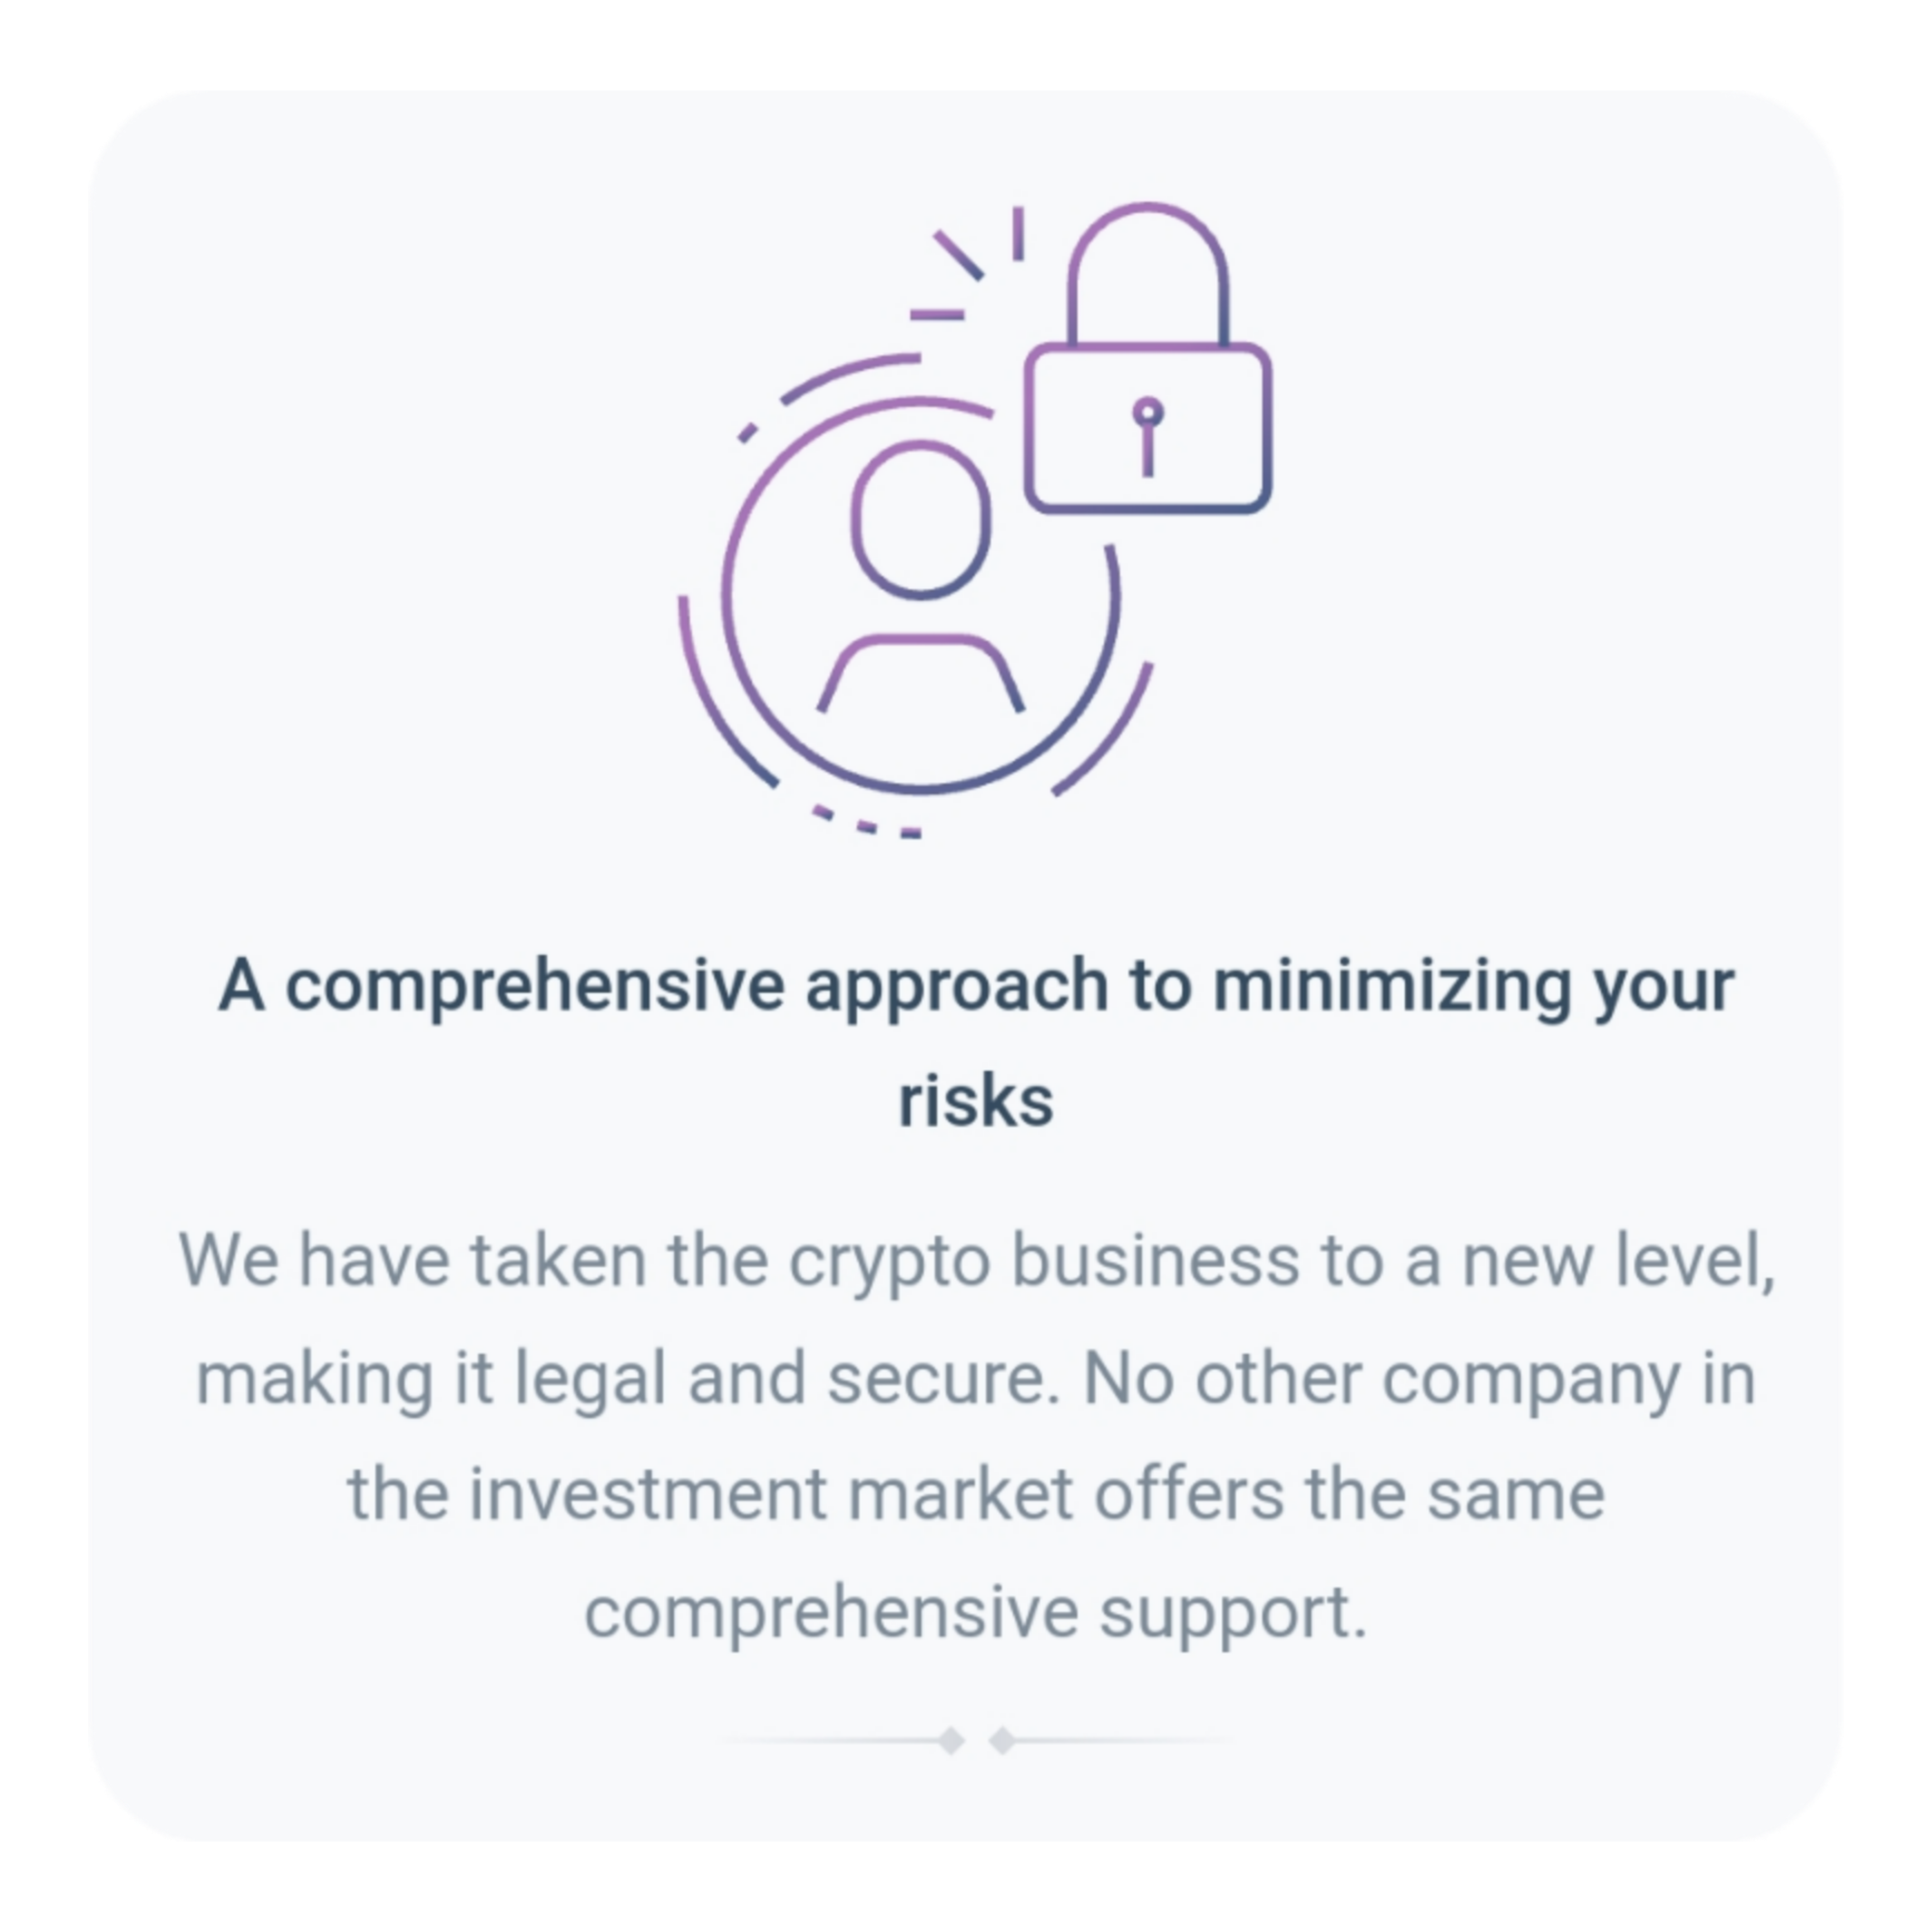 A comprehensive approach to minimizing your
risks
We have taken the crypto business to a new level,
making it legal and secure. No other company in
the investment market offers the same
comprehensive support.